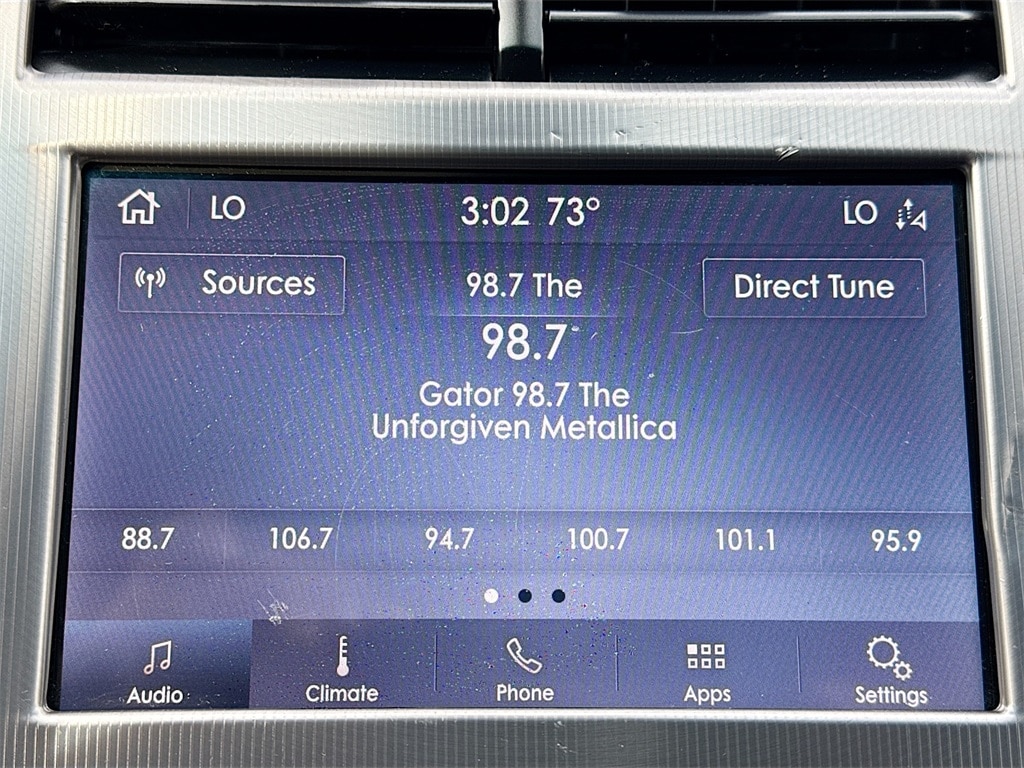 LO 3:02 73° LO
Sources 98.7 The Direct Tune
98.7
Gator 98.7 The
Unforgiven Metallica
88.7 106.7 94.7 100.7 101.1 95.9
Audio Climate Phone Apps Settings